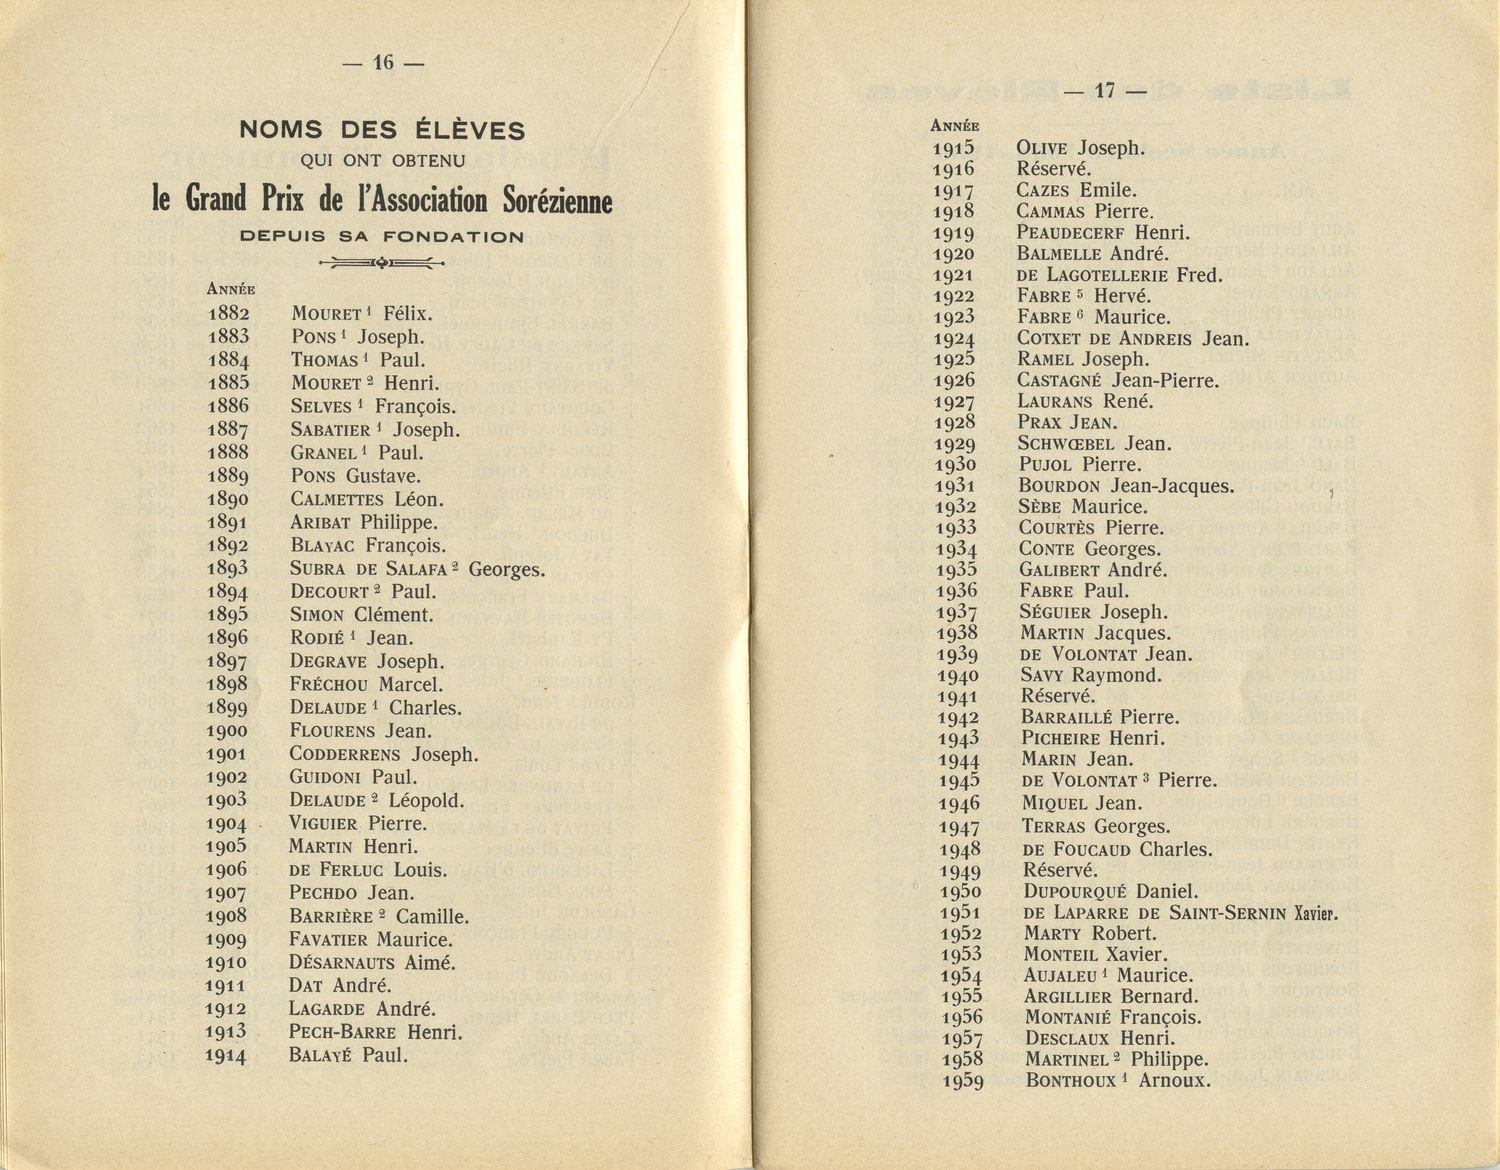 — 16 —
NOMS DES ÉLÈVES
QUI ONT OBTENU
le Grand Prix de l'Association Sorézienne
DEPUIS SA FONDATION
ANNÉE
1882 MOURET ¹ Félix.
1883 PONS ¹ Joseph.
1884 THOMAS ¹ Paul.
1885 MOURET ² Henri.
1886 SELVES ¹ François.
1887 SABATIER ¹ Joseph.
1888 GRANEL ¹ Paul.
1889 PONS Gustave.
1890 CALMETTES Léon.
1891 ARIBAT Philippe.
1892 BLAYAC François.
1893 SUBRA DE SALAFA ² Georges.
1894 DECOURT ² Paul.
1895 SIMON Clément.
1896 RODIÉ ¹ Jean.
1897 DEGRAVE Joseph.
1898 FRÉCHOU Marcel.
1899 DELAUDE ¹ Charles.
1900 FLOURENS Jean.
1901 CODDERRENS Joseph.
1902 GUIDONI Paul.
1903 DELAUDE ² Léopold.
1904 VIGUIER Pierre.
1905 MARTIN Henri.
1906 DE FERLUC Louis.
1907 PECHDO Jean.
1908 BARRIÈRE ² Camille.
1909 FAVATIER Maurice.
1910 DÉSARNAUTS Aimé.
1911 DAT André.
1912 LAGARDE André.
1913 PECH-BARRE Henri.
1914 BALAYÉ Paul.
— 17 —
ANNÉE
1915 OLIVE Joseph.
1916 Réservé.
1917 CAZES Emile.
1918 CAMMAS Pierre.
1919 PEAUDECERF Henri.
1920 BALMELLE André.
1921 DE LAGOTELLERIE Fred.
1922 FABRE ⁵ Hervé.
1923 FABRE ⁶ Maurice.
1924 COTXET DE ANDREIS Jean.
1925 RAMEL Joseph.
1926 CASTAGNÉ Jean-Pierre.
1927 LAURANS René.
1928 PRAX JEAN.
1929 SCHWŒBEL Jean.
1930 PUJOL Pierre.
1931 BOURDON Jean-Jacques.
1932 SÈBE Maurice.
1933 COURTÈS Pierre.
1934 CONTE Georges.
1935 GALIBERT André.
1936 FABRE Paul.
1937 SÉGUIER Joseph.
1938 MARTIN Jacques.
1939 DE VOLONTAT Jean.
1940 SAVY Raymond.
1941 Réservé.
1942 BARRAILLÉ Pierre.
1943 PICHEIRE Henri.
1944 MARIN Jean.
1945 DE VOLONTAT ³ Pierre.
1946 MIQUEL Jean.
1947 TERRAS Georges.
1948 DE FOUCAUD Charles.
1949 Réservé.
1950 DUPOURQUÉ Daniel.
1951 DE LAPARRE DE SAINT-SERNIN Xavier.
1952 MARTY Robert.
1953 MONTEIL Xavier.
1954 AUJALEU ¹ Maurice.
1955 ARGILLIER Bernard.
1956 MONTANIÉ François.
1957 DESCLAUX Henri.
1958 MARTINEL ² Philippe.
1959 BONTHOUX ¹ Arnoux.